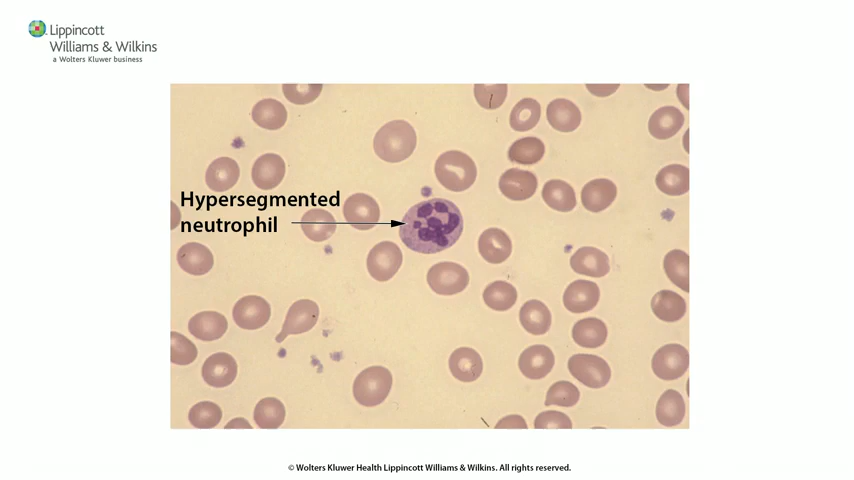 Lippincott
Williams & Wilkins
a Wolters Kluwer business
Hypersegmented
neutrophil
© Wolters Kluwer Health Lippincott Williams & Wilkins. All rights reserved.